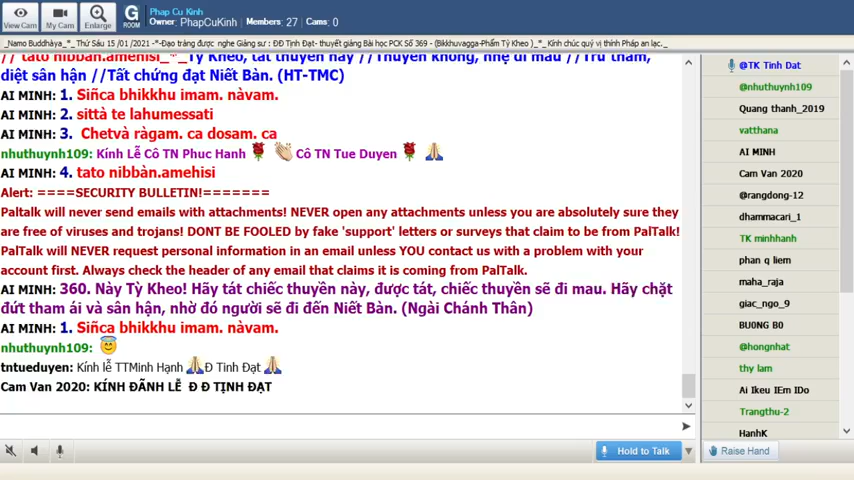 View Cam My Cam Enlarge G ROOM
Phap Cu Kinh
Owner: PhapCuKinh Members: 27 Cams: 0
_Namo Buddhàya_*_ Thứ Sáu 15 /01/2021 -*-Đạo tràng được nghe Giảng sư : ĐĐ Tịnh Đạt- thuyết giảng Bài học PCK Số 369 - (Bikkhuvagga-Phẩm Tỳ Kheo )_*_ Kính chúc quý vị thính Pháp an lạc._
// tato nibbàn.amehisi_*_Tỳ Kheo, tát thuyền này //Thuyền không, nhẹ đi mau //Trừ tham,
diệt sân hận //Tất chứng đạt Niết Bàn. (HT-TMC)
AI MINH: 1. Siñca bhikkhu imam. nàvam.
AI MINH: 2. sittà te lahumessati
AI MINH: 3. Chetvà ràgam. ca dosam. ca
nhuthuynh109: Kính Lễ Cô TN Phuc Hanh Cô TN Tue Duyen
AI MINH: 4. tato nibbàn.amehisi
Alert: ====SECURITY BULLETIN!=======
Paltalk will never send emails with attachments! NEVER open any attachments unless you are absolutely sure they
are free of viruses and trojans! DONT BE FOOLED by fake 'support' letters or surveys that claim to be from PalTalk!
PalTalk will NEVER request personal information in an email unless YOU contact us with a problem with your
account first. Always check the header of any email that claims it is coming from PalTalk.
AI MINH: 360. Này Tỳ Kheo! Hãy tát chiếc thuyền này, được tát, chiếc thuyền sẽ đi mau. Hãy chặt
đứt tham ái và sân hận, nhờ đó người sẽ đi đến Niết Bàn. (Ngài Chánh Thân)
AI MINH: 1. Siñca bhikkhu imam. nàvam.
nhuthuynh109:
tntueduyen: Kính lễ TTMinh Hạnh Đ Tinh Đạt
Cam Van 2020: KÍNH ĐÃNH LỄ Đ Đ TỊNH ĐẠT
Hold to Talk
@TK Tinh Dat
@nhuthuynh109
Quang thanh_2019
vatthana
AI MINH
Cam Van 2020
@rangdong-12
dhammacari_1
TK minhhanh
phan q liem
maha_raja
giac_ngo_9
BU0NG B0
@hongnhat
thy lam
Ai Ikeu IEm IDo
Trangthu-2
HanhK
Raise Hand